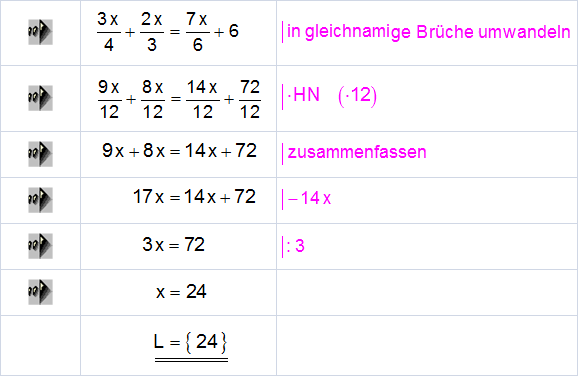 3x/4 + 2x/3 = 7x/6 + 6 | in gleichnamige Brüche umwandeln
9x/12 + 8x/12 = 14x/12 + 72/12 | ·HN (·12)
9x + 8x = 14x + 72 | zusammenfassen
17x = 14x + 72 | − 14x
3x = 72 | : 3
x = 24
L = { 24 }